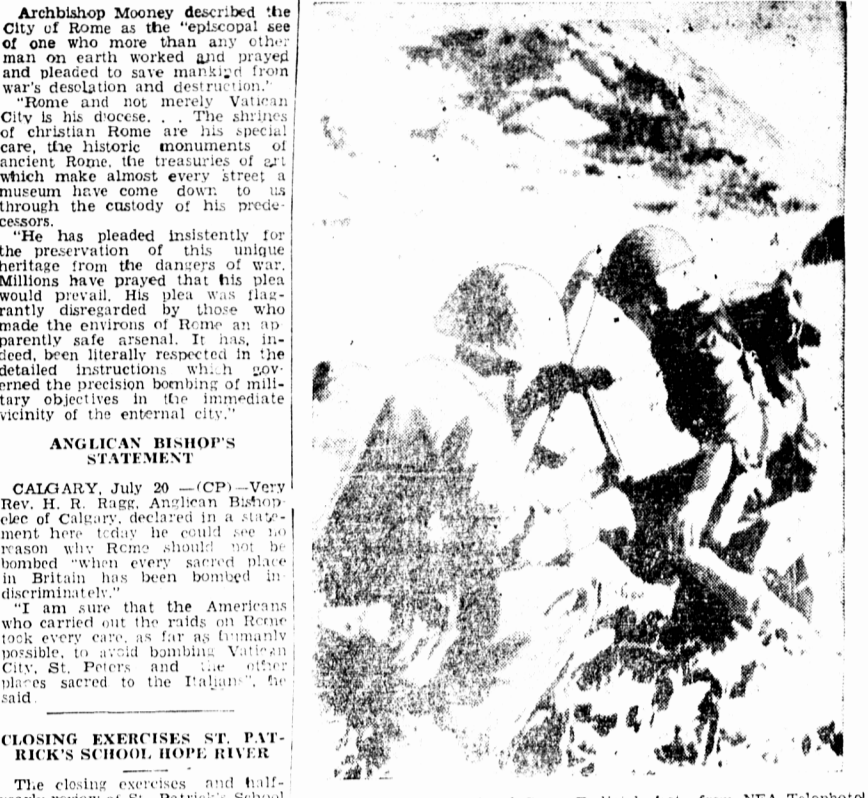 Archbishop Mooney described the
City of Rome as the "episcopal see
of one who more than any other
man on earth worked and prayed
and pleaded to save mankind from
war's desolation and destruction."
"Rome and not merely Vatican
City is his diocese. . . The shrines
of christian Rome are his special
care, the historic monuments of
ancient Rome, the treasuries of art
which make almost every street a
museum have come down to us
through the custody of his prede-
cessors.
"He has pleaded insistently for
the preservation of this unique
heritage from the dangers of war.
Millions have prayed that his plea
would prevail. His plea was flag-
rantly disregarded by those who
made the environs of Rome an ap-
parently safe arsenal. It has, in-
deed, been literally respected in the
detailed instructions which gov-
erned the precision bombing of mili-
tary objectives in the immediate
vicinity of the enternal city."
ANGLICAN BISHOP'S
STATEMENT
CALGARY, July 20 —(CP)—Very
Rev. H. R. Ragg, Anglican Bishop-
elec of Calgary, declared in a state-
ment here today he could see no
reason why Rome should not be
bombed "when every sacred place
in Britain has been bombed in-
discriminately."
"I am sure that the Americans
who carried out the raids on Rome
took every care, as far as humanly
possible, to avoid bombing Vatican
City, St. Peters and the other
places sacred to the Italians", he
said.
CLOSING EXERCISES ST. PAT-
RICK'S SCHOOL HOPE RIVER
The closing exercises and half-
review of St. Patrick's School
from NEA Telephoto